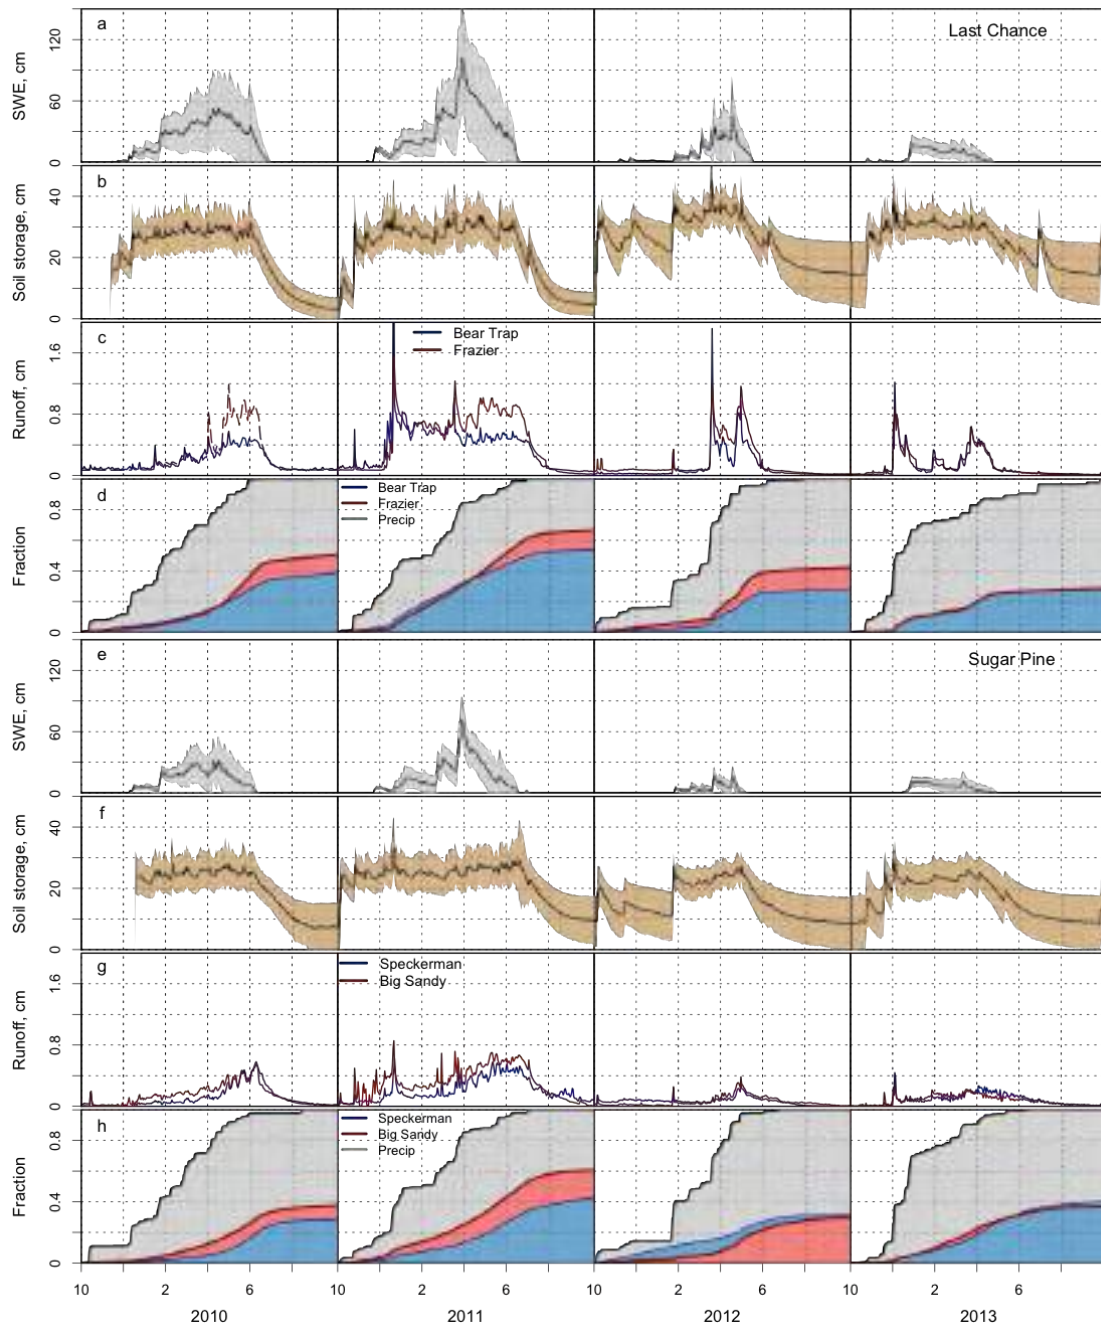 a
Last Chance
SWE, cm
0 60 120
b
Soil storage, cm
0 20 40
c
Bear Trap
Frazier
Runoff, cm
0 0.8 1.6
d
Bear Trap
Frazier
Precip
Fraction
0 0.4 0.8
e
Sugar Pine
SWE, cm
0 60 120
f
Soil storage, cm
0 20 40
g
Speckerman
Big Sandy
Runoff, cm
0 0.8 1.6
h
Speckerman
Big Sandy
Precip
Fraction
0 0.4 0.8
10 2 6 10 2 6 10 2 6 10 2 6
2010 2011 2012 2013